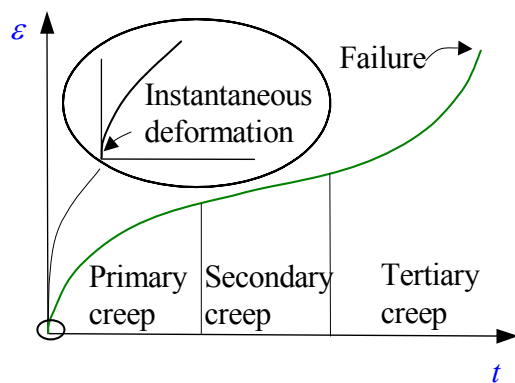 ε
Failure
Instantaneous
deformation
Primary
creep
Secondary
creep
Tertiary
creep
t